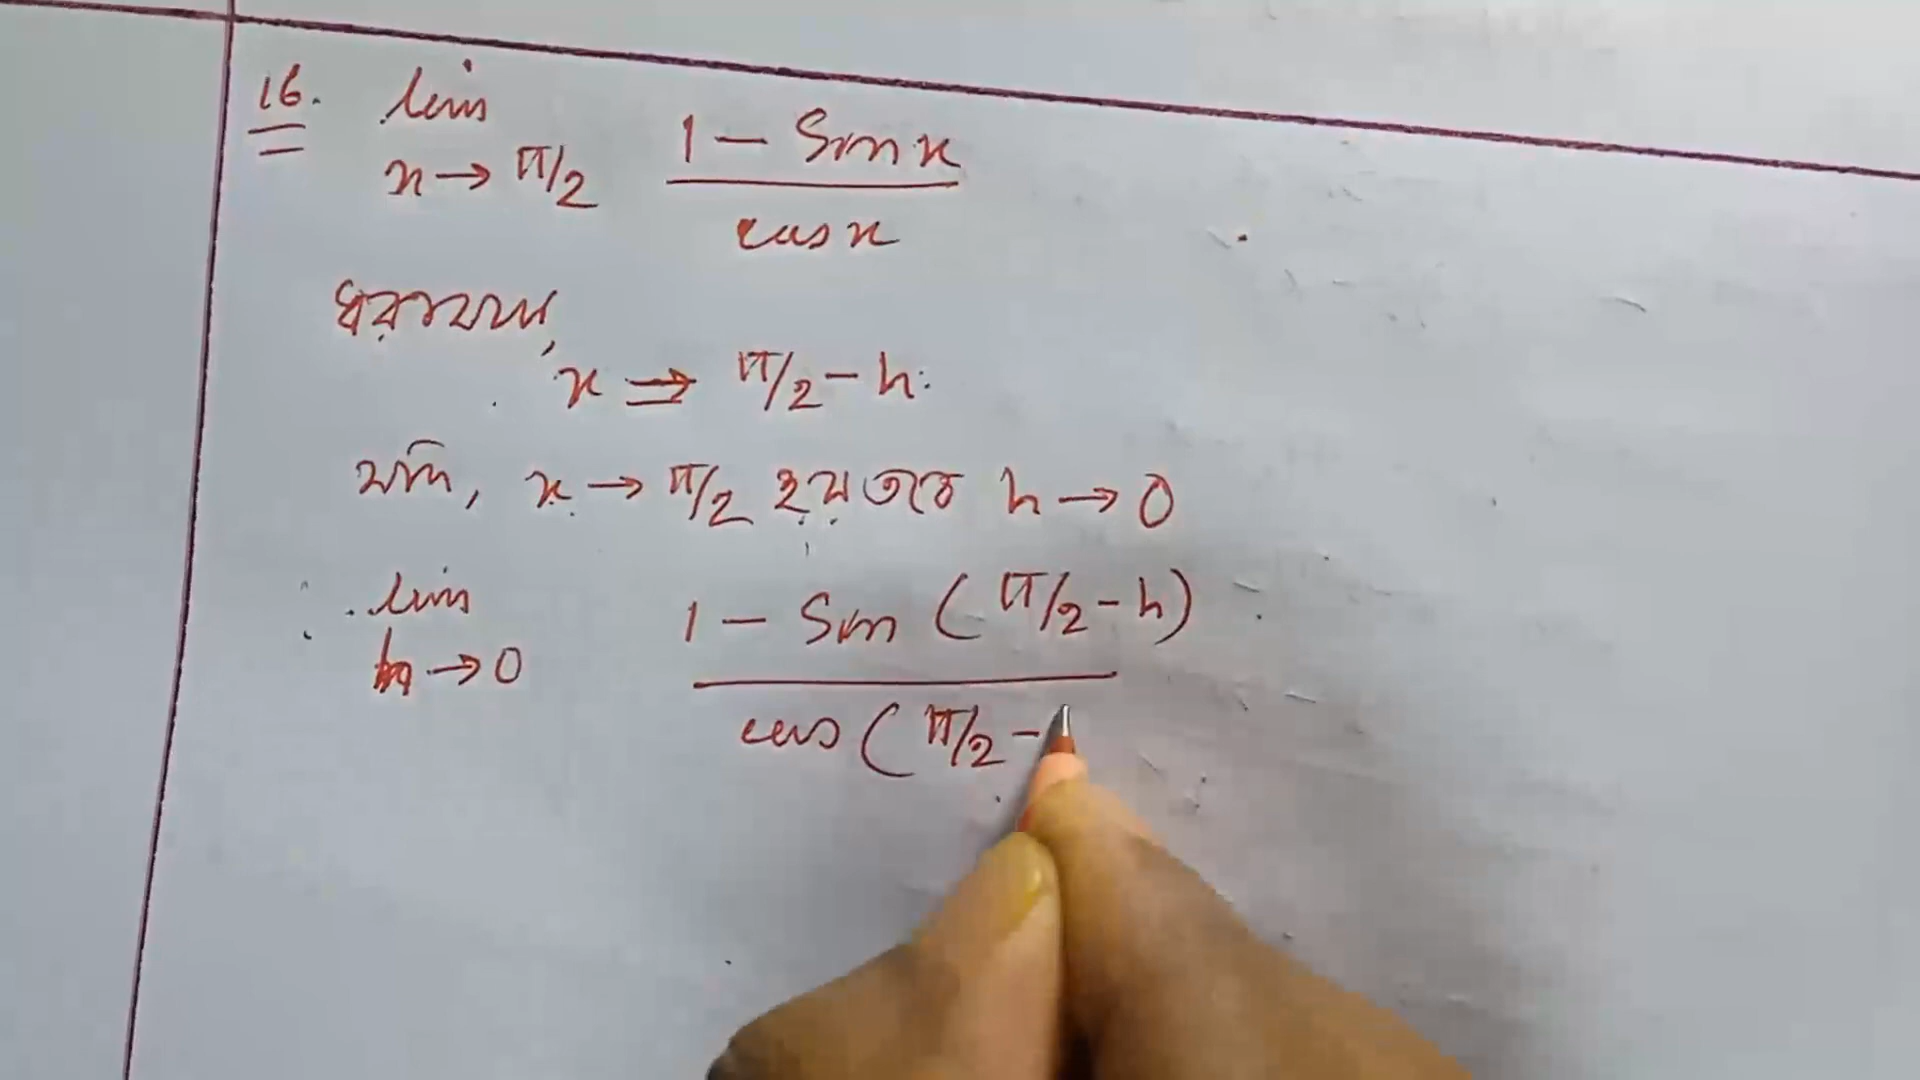 16. lim 1 - Sin x
x → π/2 cos x
x ⇒ π/2 - h
যদি, x → π/2 হয় তবে h → 0
∴ lim 1 - Sin (π/2 - h)
h → 0 cos (π/2 -